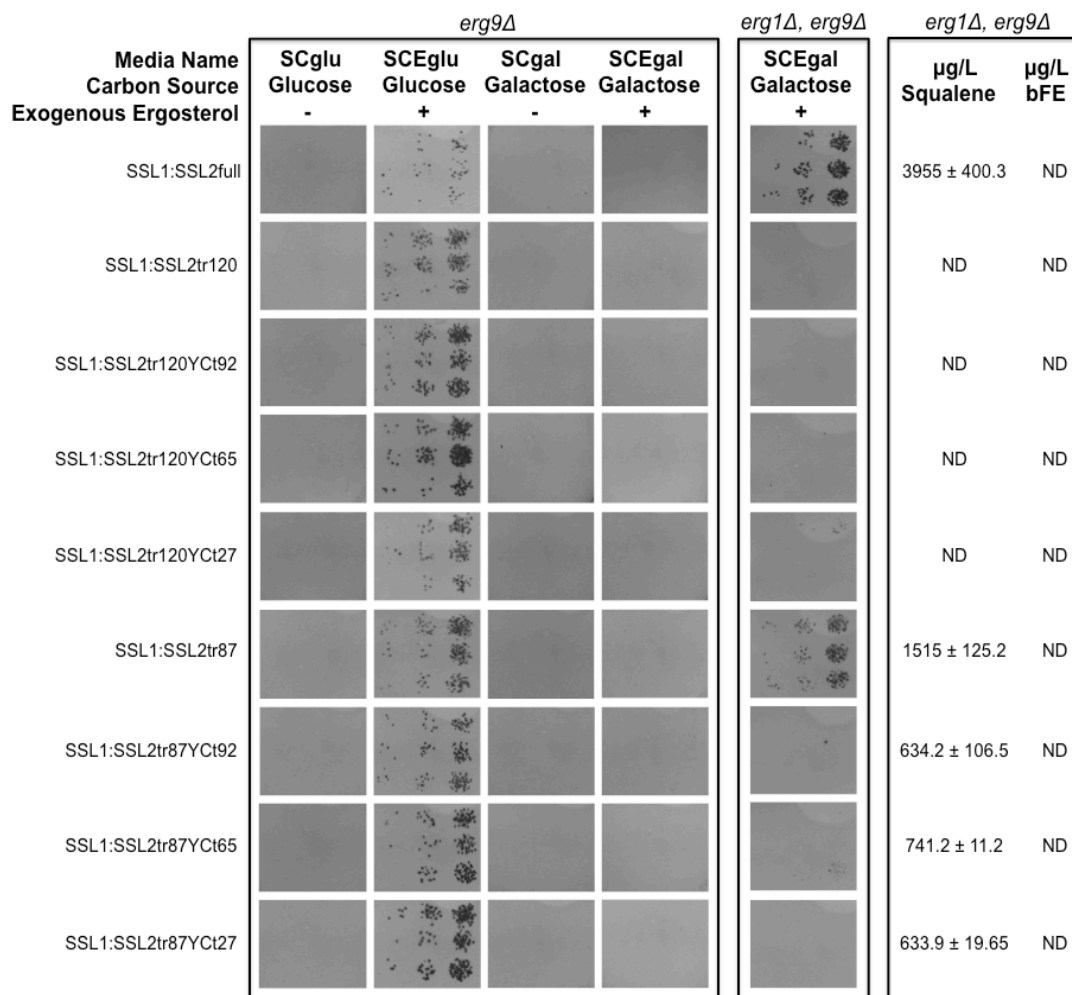 erg9Δ erg1Δ, erg9Δ erg1Δ, erg9Δ
Media Name SCglu SCEglu SCgal SCEgal SCEgal µg/L µg/L
Carbon Source Glucose Glucose Galactose Galactose Galactose Squalene bFE
Exogenous Ergosterol - + - + +
SSL1:SSL2full 3955 ± 400.3 ND
SSL1:SSL2tr120 ND ND
SSL1:SSL2tr120YCt92 ND ND
SSL1:SSL2tr120YCt65 ND ND
SSL1:SSL2tr120YCt27 ND ND
SSL1:SSL2tr87 1515 ± 125.2 ND
SSL1:SSL2tr87YCt92 634.2 ± 106.5 ND
SSL1:SSL2tr87YCt65 741.2 ± 11.2 ND
SSL1:SSL2tr87YCt27 633.9 ± 19.65 ND